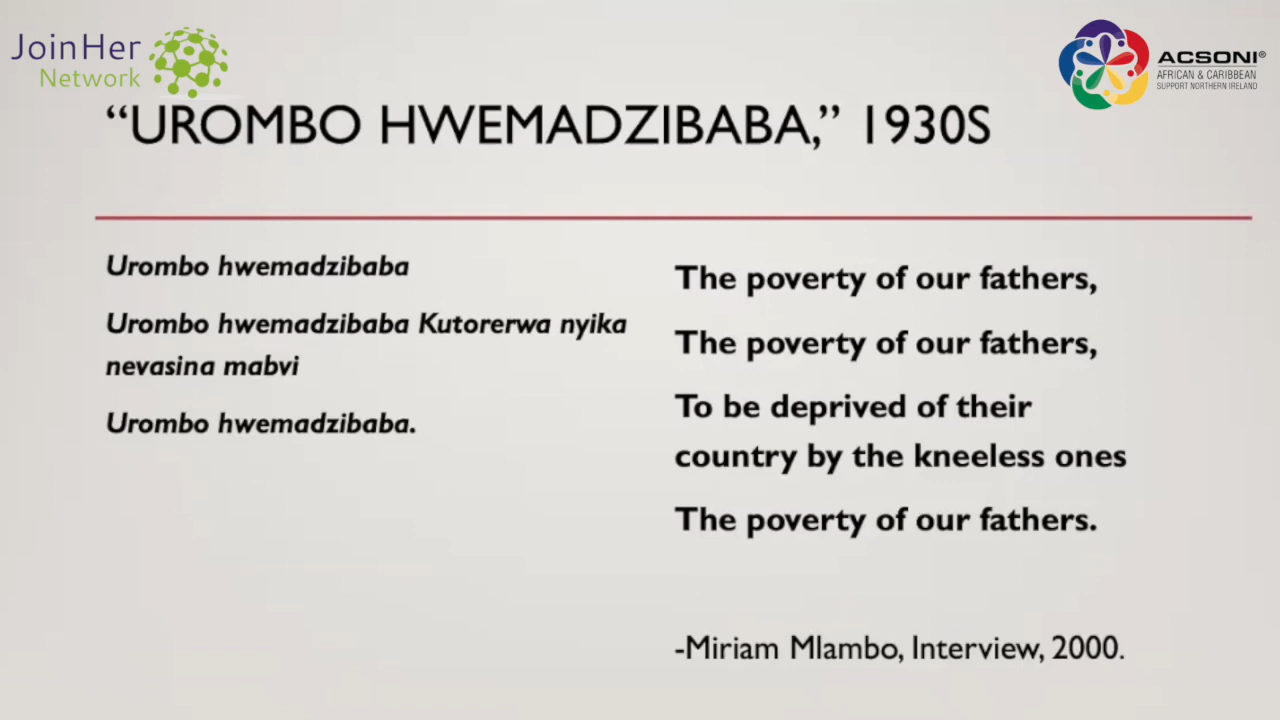 JoinHer
Network
ACSONI®
AFRICAN & CARIBBEAN
SUPPORT NORTHERN IRELAND
“UROMBO HWEMADZIBABA,” 1930S
Urombo hwemadzibaba
Urombo hwemadzibaba Kutorerwa nyika
nevasina mabvi
Urombo hwemadzibaba.
The poverty of our fathers,
The poverty of our fathers,
To be deprived of their
country by the kneeless ones
The poverty of our fathers.
-Miriam Mlambo, Interview, 2000.